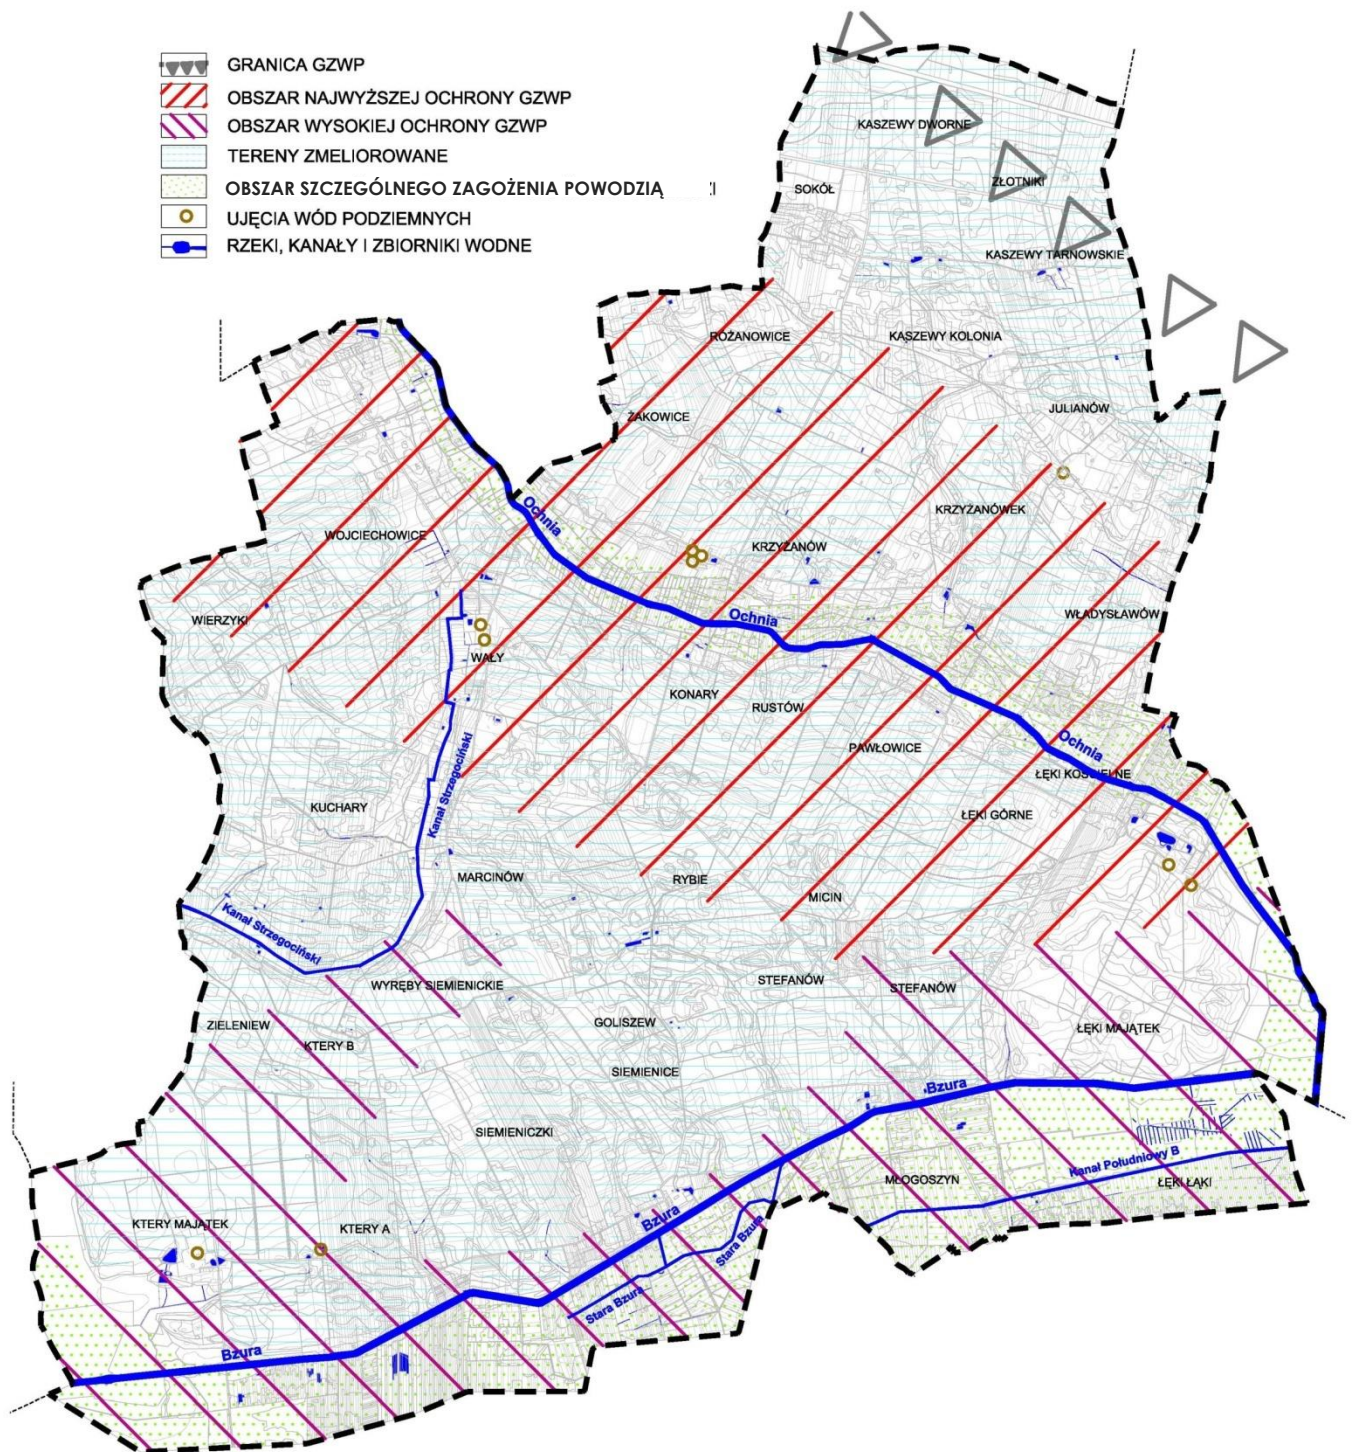 GRANICA GZWP
OBSZAR NAJWYŻSZEJ OCHRONY GZWP
OBSZAR WYSOKIEJ OCHRONY GZWP
TERENY ZMELIOROWANE
OBSZAR SZCZEGÓLNEGO ZAGOŻENIA POWODZIĄ
UJĘCIA WÓD PODZIEMNYCH
RZEKI, KANAŁY I ZBIORNIKI WODNE
KASZEWY DWORNE
ZŁOTNIKI
SOKÓŁ
KASZEWY TARNOWSKIE
ROŻANOWICE
KASZEWY KOLONIA
ŻAKOWICE
JULIANÓW
Ochnia
KRZYŻANÓWEK
WOJCIECHOWICE
KRZYŻANÓW
WIERZYKI
Ochnia
WŁADYSŁAWÓW
WAŁY
KONARY
RUSTÓW
PAWŁOWICE
Ochnia
ŁĘKI KOŚCIELNE
Kanał Strzegociński
KUCHARY
ŁĘKI GÓRNE
MARCINÓW
RYBIE
MICIN
Kanał Strzegociński
WYRĘBY SIEMIENICKIE
STEFANÓW
STEFANÓW
ZIELENIEW
GOLISZEW
ŁĘKI MAJĄTEK
KTERY B
SIEMIENICE
Bzura
SIEMIENICZKI
Kanał Południowy B
MŁOGOSZYN
ŁĘKI ŁĄKI
KTERY MAJĄTEK
KTERY A
Bzura
Stara Bzura
Stara Bzura
Bzura